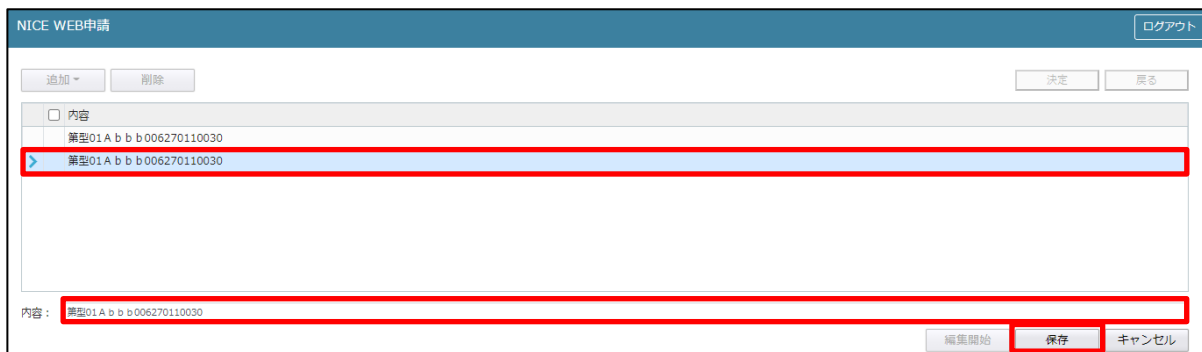 NICE WEB申請 ログアウト
追加 削除 決定 戻る
内容
第型01Ａｂｂｂ006270110030
第型01Ａｂｂｂ006270110030
内容： 第型01Ａｂｂｂ006270110030
編集開始 保存 キャンセル